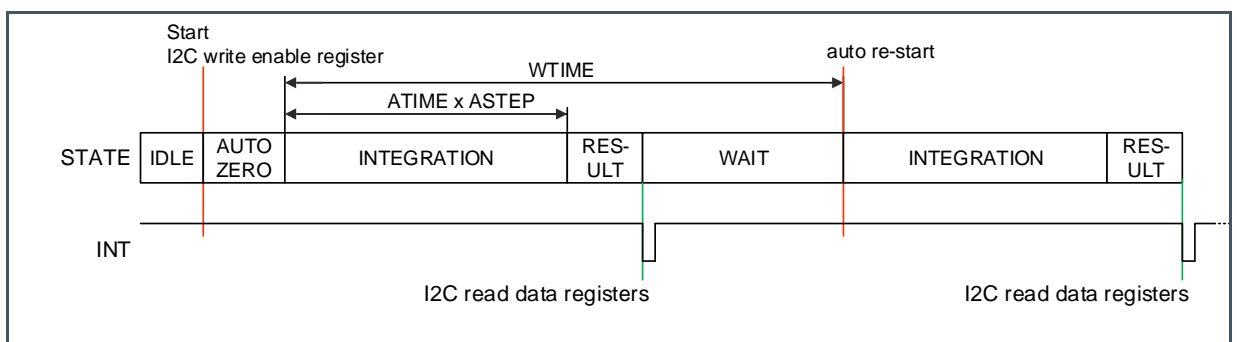 Start
I2C write enable register
auto re-start
WTIME
ATIME x ASTEP
STATE
IDLE
AUTO
ZERO
INTEGRATION
RES-
ULT
WAIT
INTEGRATION
RES-
ULT
INT
I2C read data registers
I2C read data registers